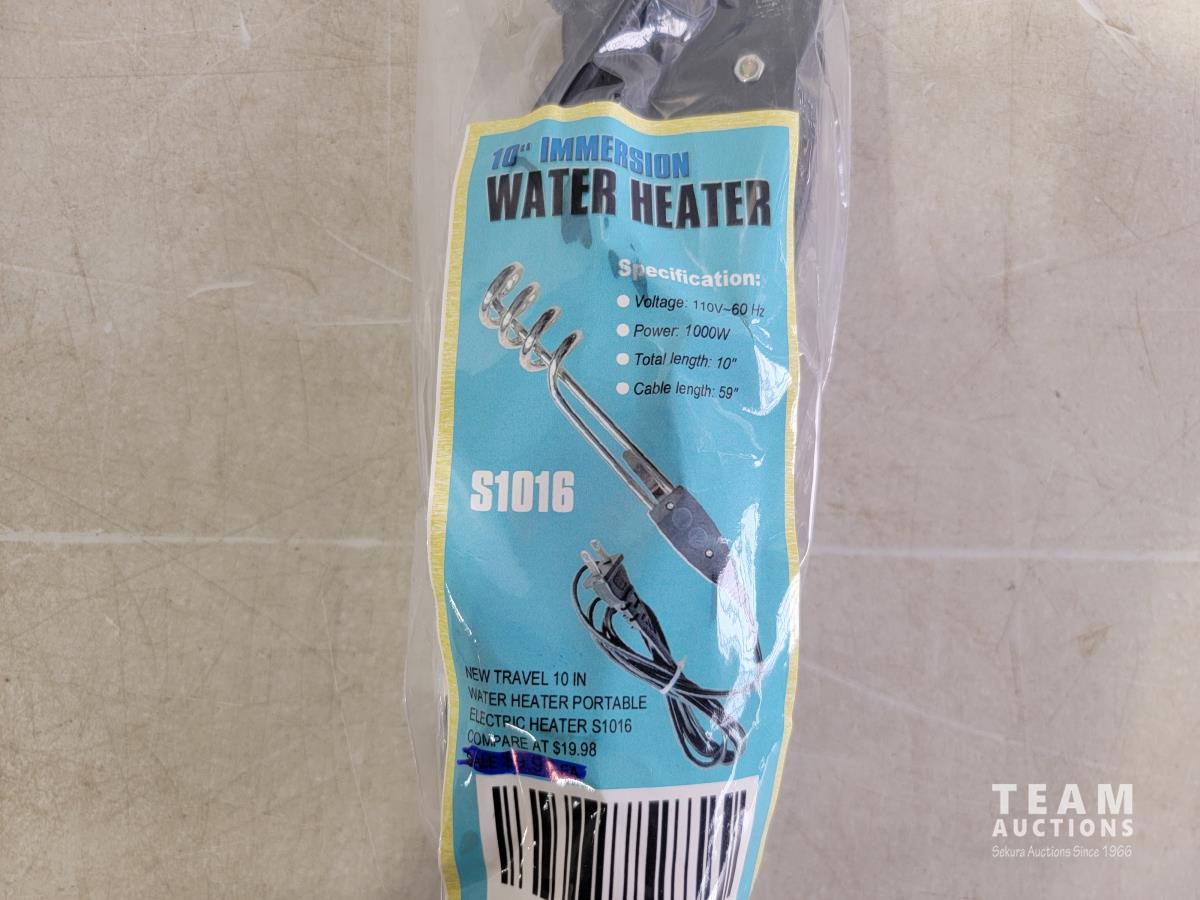 10" IMMERSION
WATER HEATER
Specification:
Voltage: 110V~60 Hz
Power: 1000W
Total length: 10"
Cable length: 59"
S1016
NEW TRAVEL 10 IN
WATER HEATER PORTABLE
ELECTRIC HEATER S1016
COMPARE AT $19.98
SALE
TEAM
AUCTIONS
Sekura Auctions Since 1966